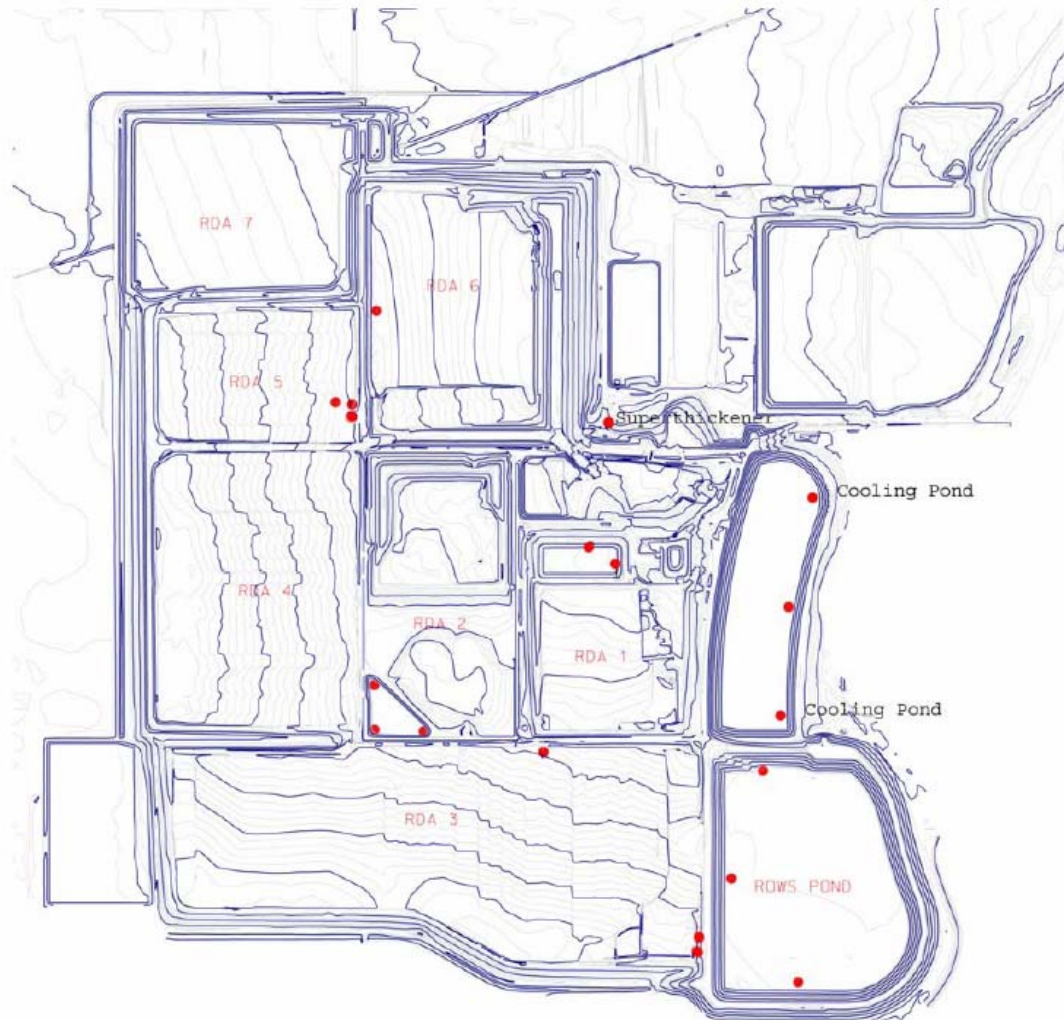 RDA 7
RDA 6
RDA 5
Superthickener
Cooling Pond
RDA 4
RDA 2
RDA 1
Cooling Pond
RDA 3
ROWS POND